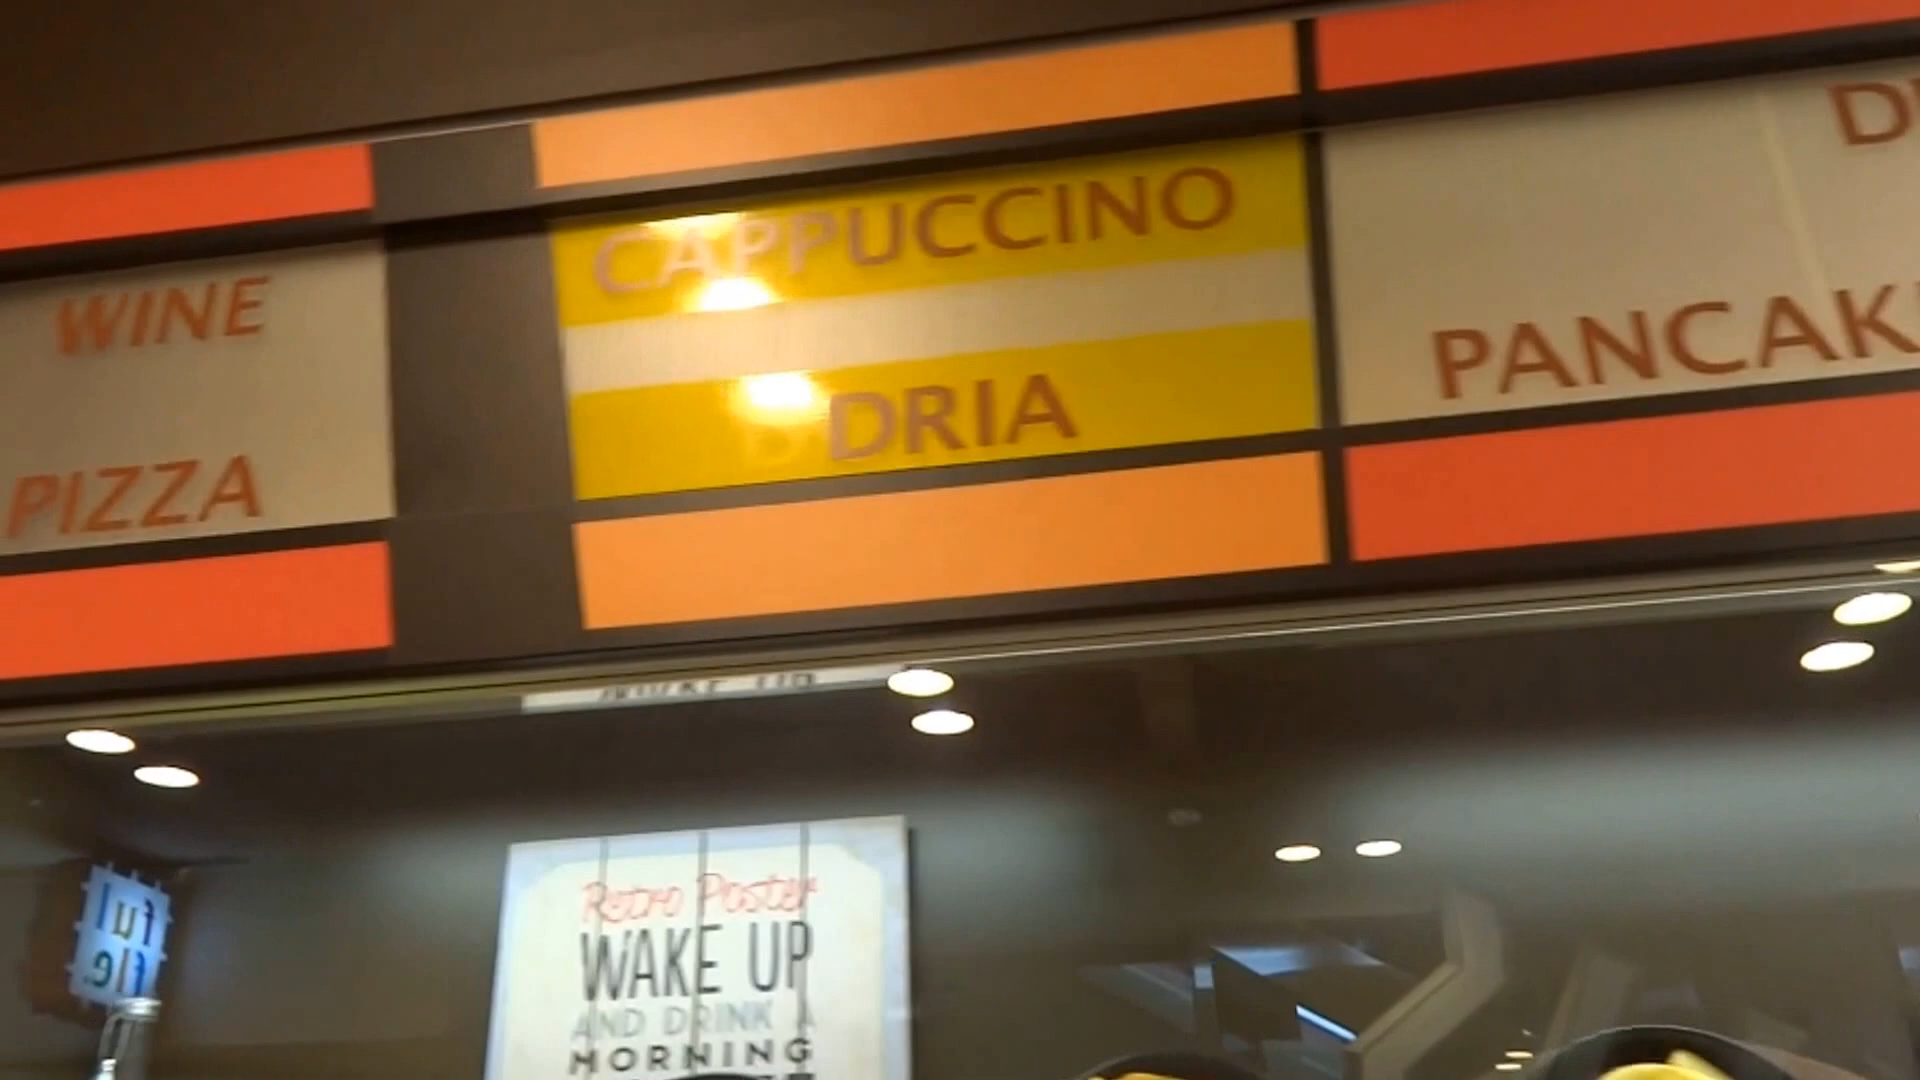 WINE
PIZZA
CAPPUCCINO
DRIA
PANCAK
Retro Poster
WAKE UP
AND DRINK A
MORNING